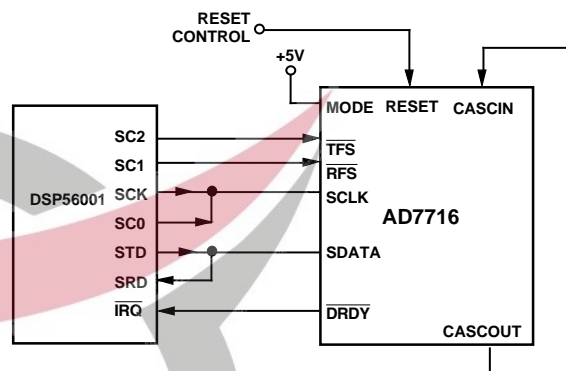 RESET
CONTROL
+5V
MODE RESET CASCIN
SC2
TFS
SC1
RFS
DSP56001
SCK
SCLK
AD7716
SC0
STD
SDATA
SRD
IRQ
DRDY
CASCOUT